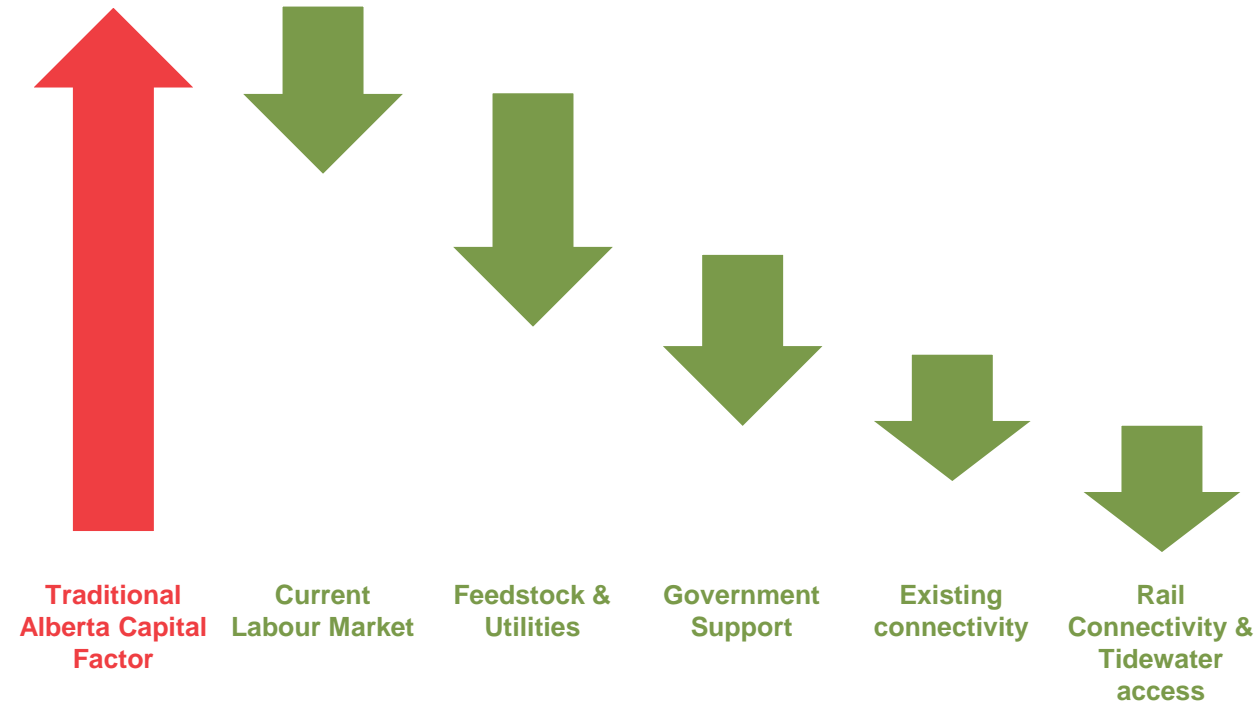 Traditional
Alberta Capital
Factor
Current
Labour Market
Feedstock &
Utilities
Government
Support
Existing
connectivity
Rail
Connectivity &
Tidewater
access